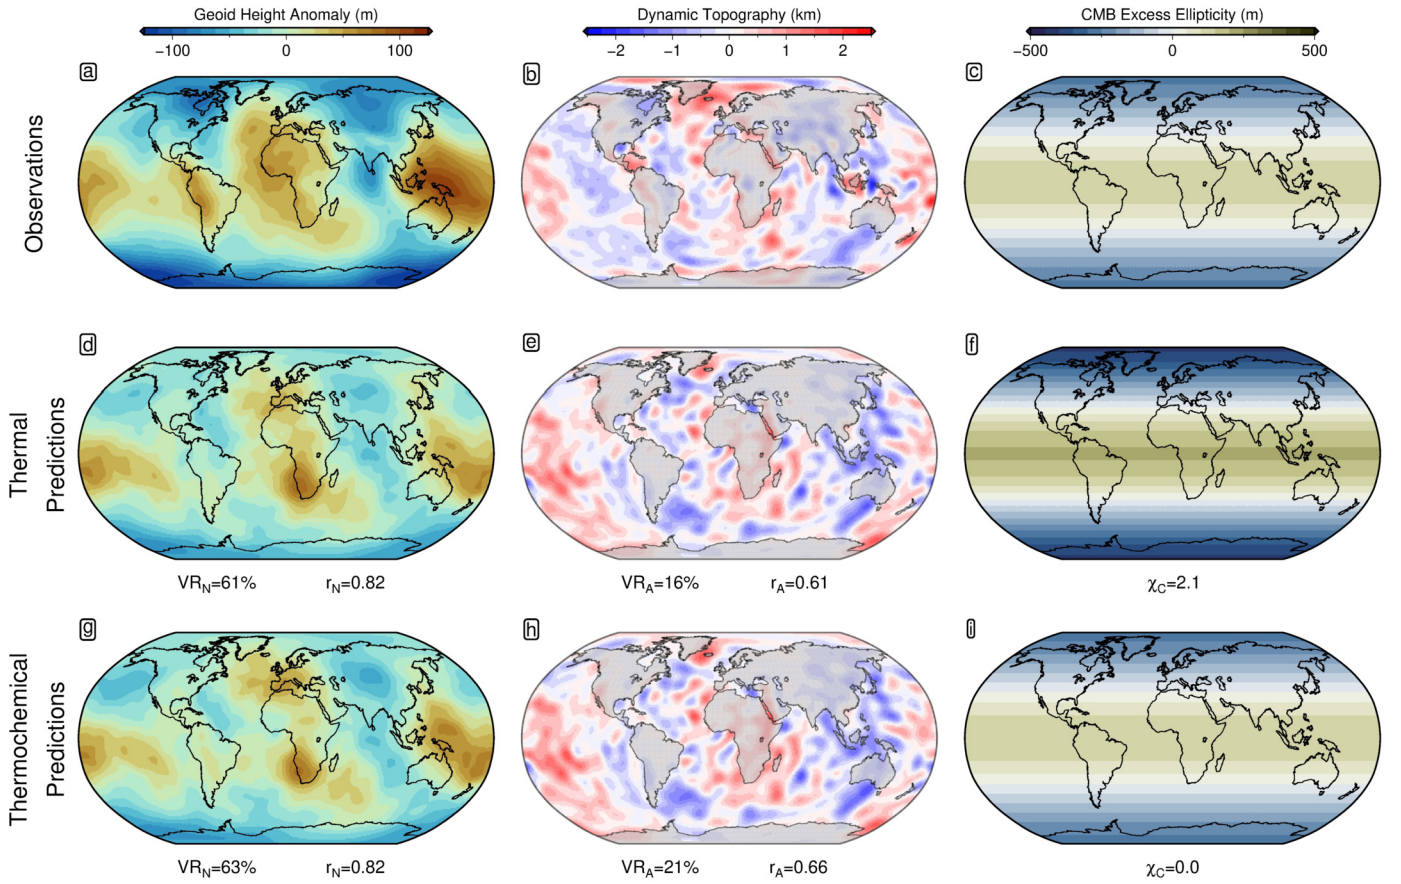 Geoid Height Anomaly (m)
−100 0 100
Dynamic Topography (km)
−2 −1 0 1 2
CMB Excess Ellipticity (m)
−500 0 500
Observations
a
b
c
Thermal
Predictions
d
e
f
VR_N=61% r_N=0.82
VR_A=16% r_A=0.61
χ_C=2.1
Thermochemical
Predictions
g
h
i
VR_N=63% r_N=0.82
VR_A=21% r_A=0.66
χ_C=0.0